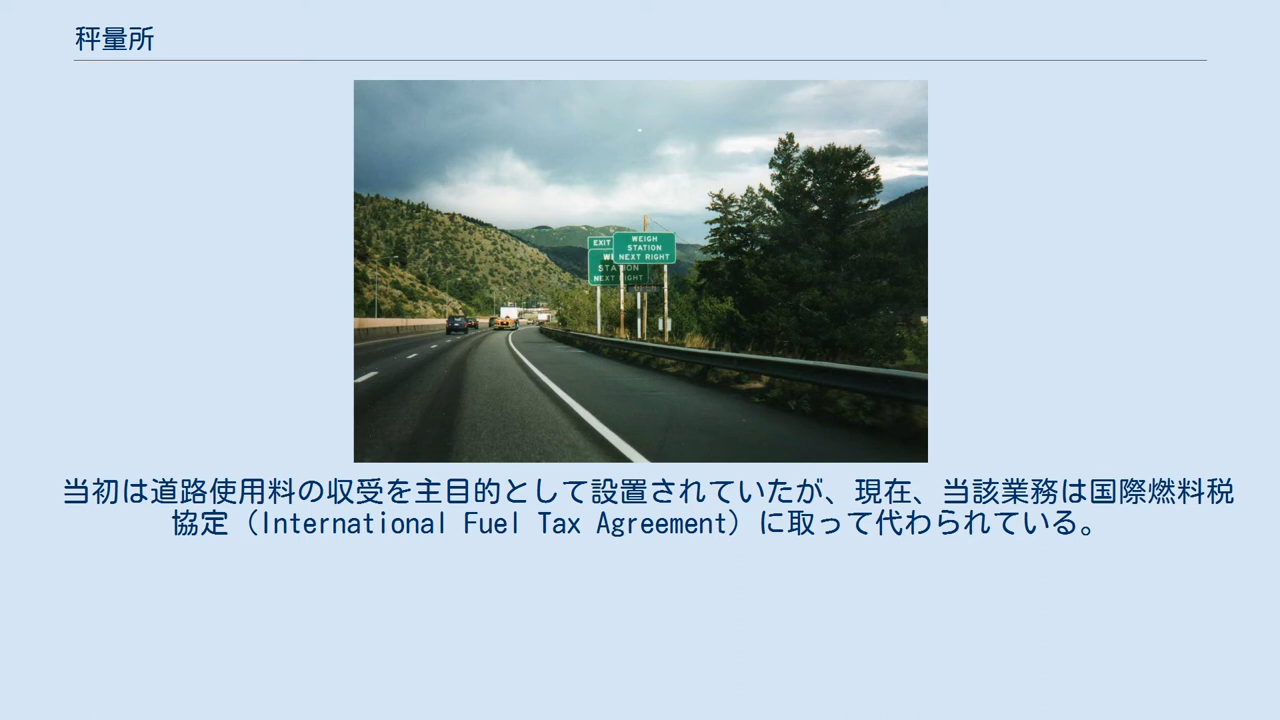 秤量所
EXIT
WEIGH
STATION
NEXT RIGHT
STATION
NEXT RIGHT
当初は道路使用料の収受を主目的として設置されていたが、現在、当該業務は国際燃料税
協定（International Fuel Tax Agreement）に取って代わられている。